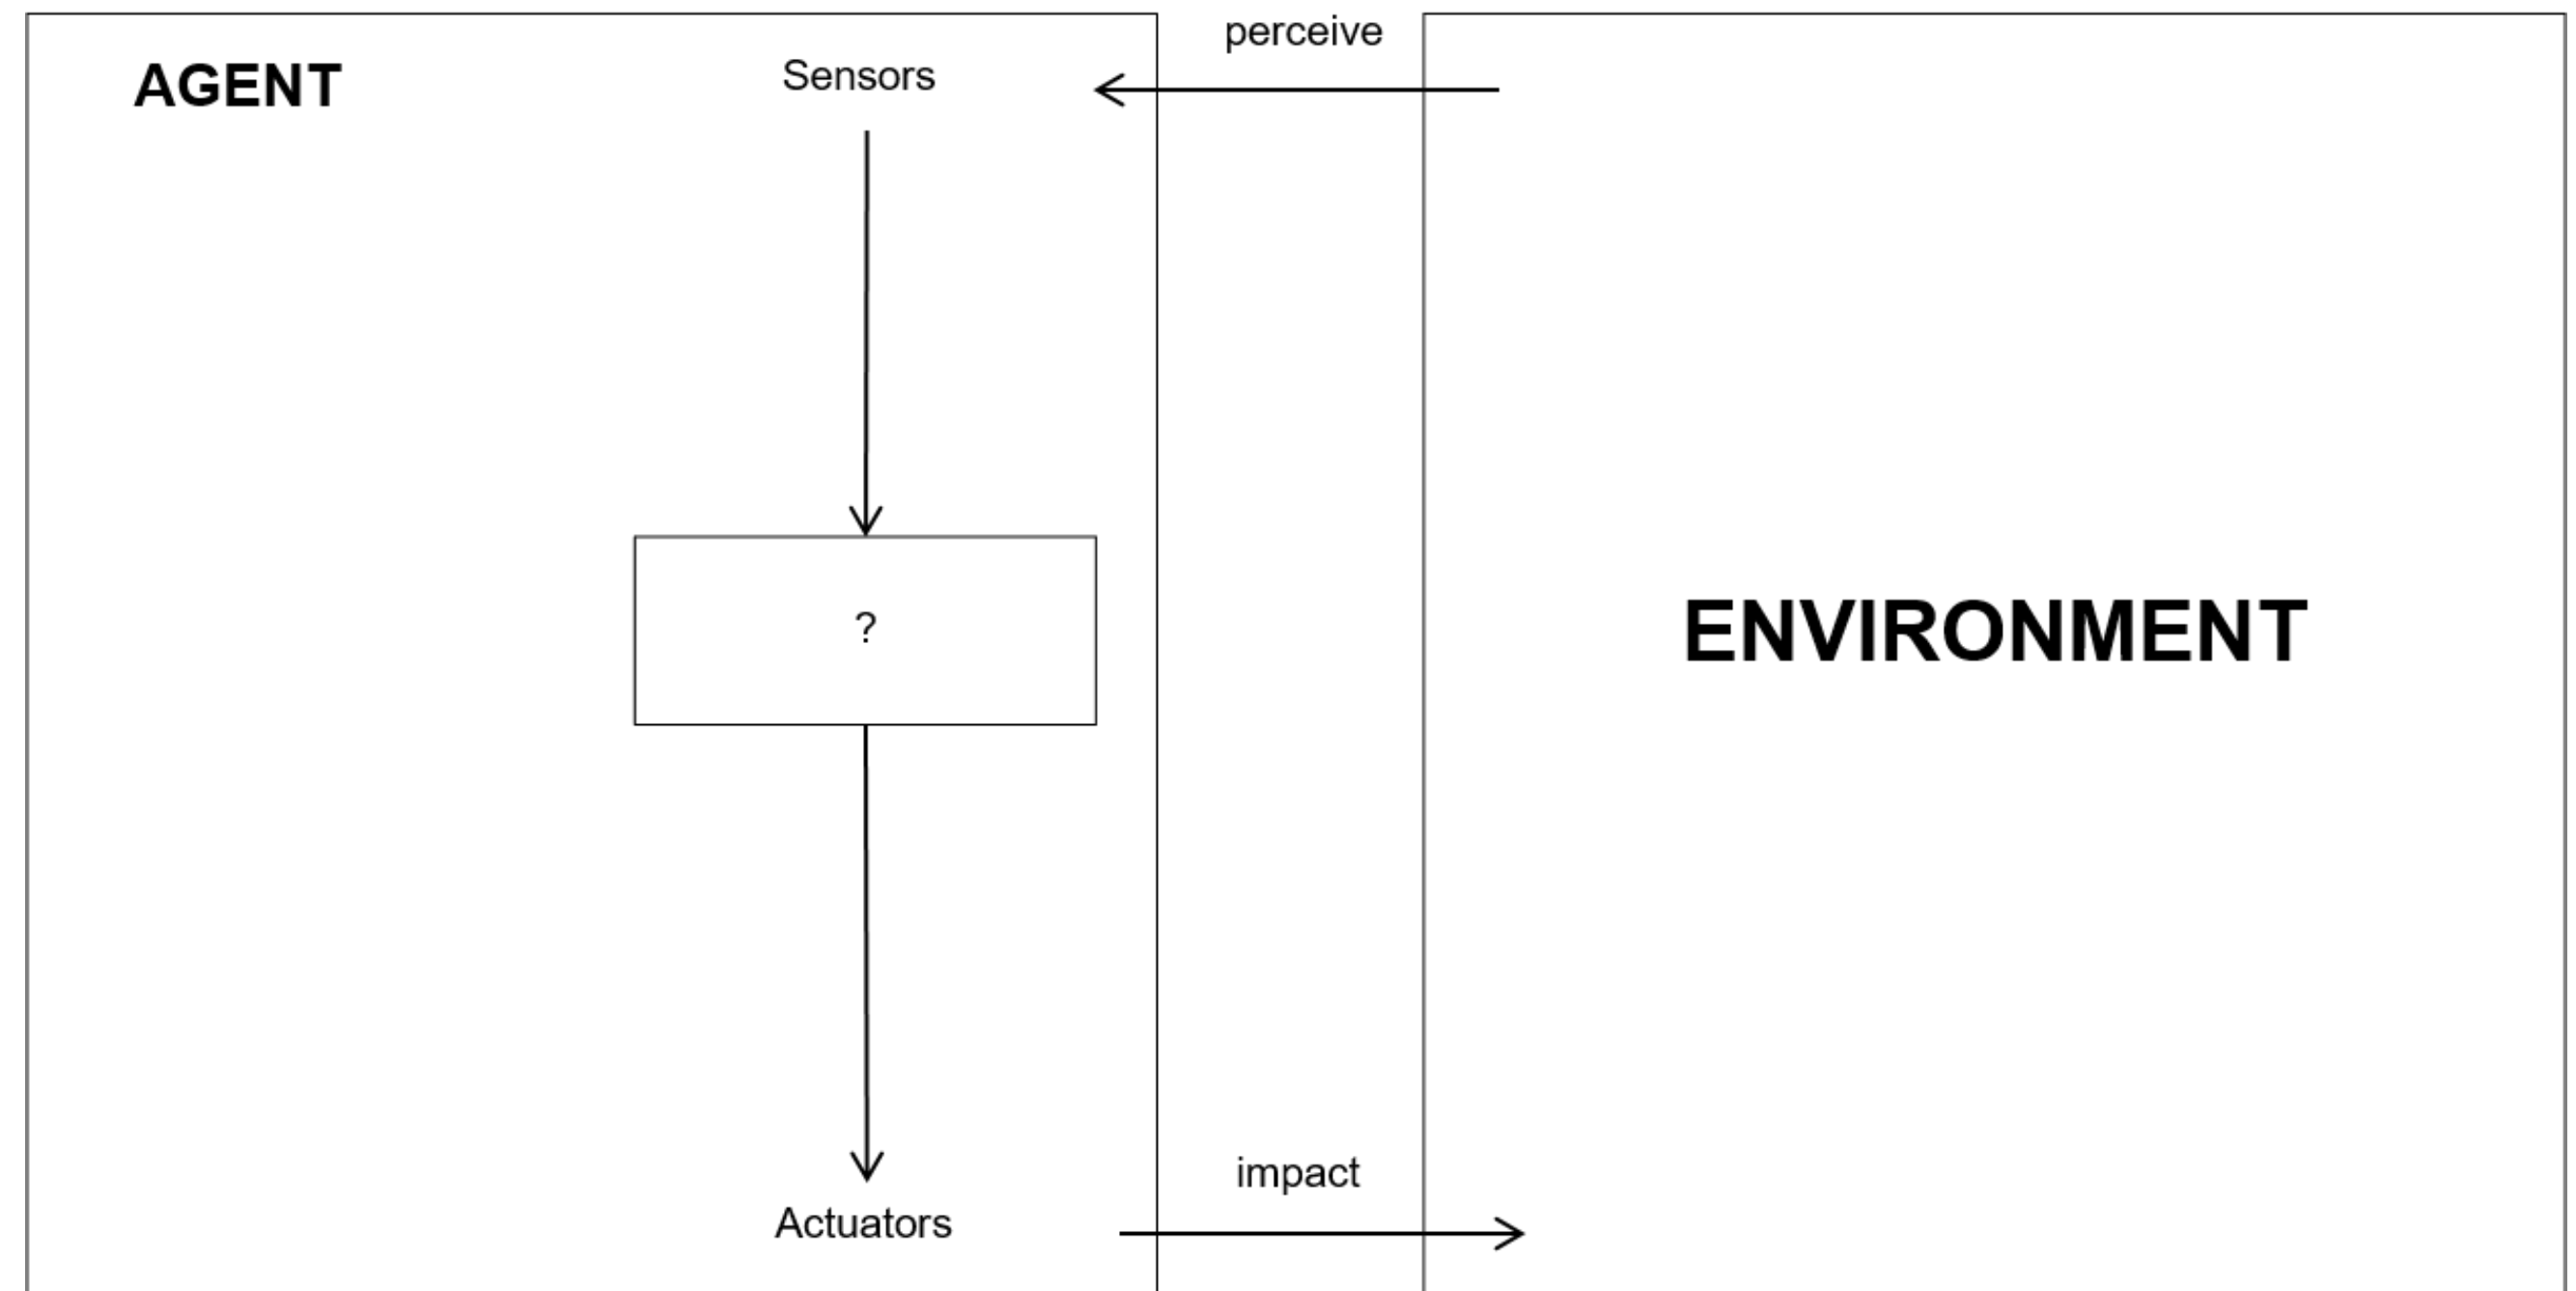 perceive
AGENT
Sensors
?
ENVIRONMENT
impact
Actuators